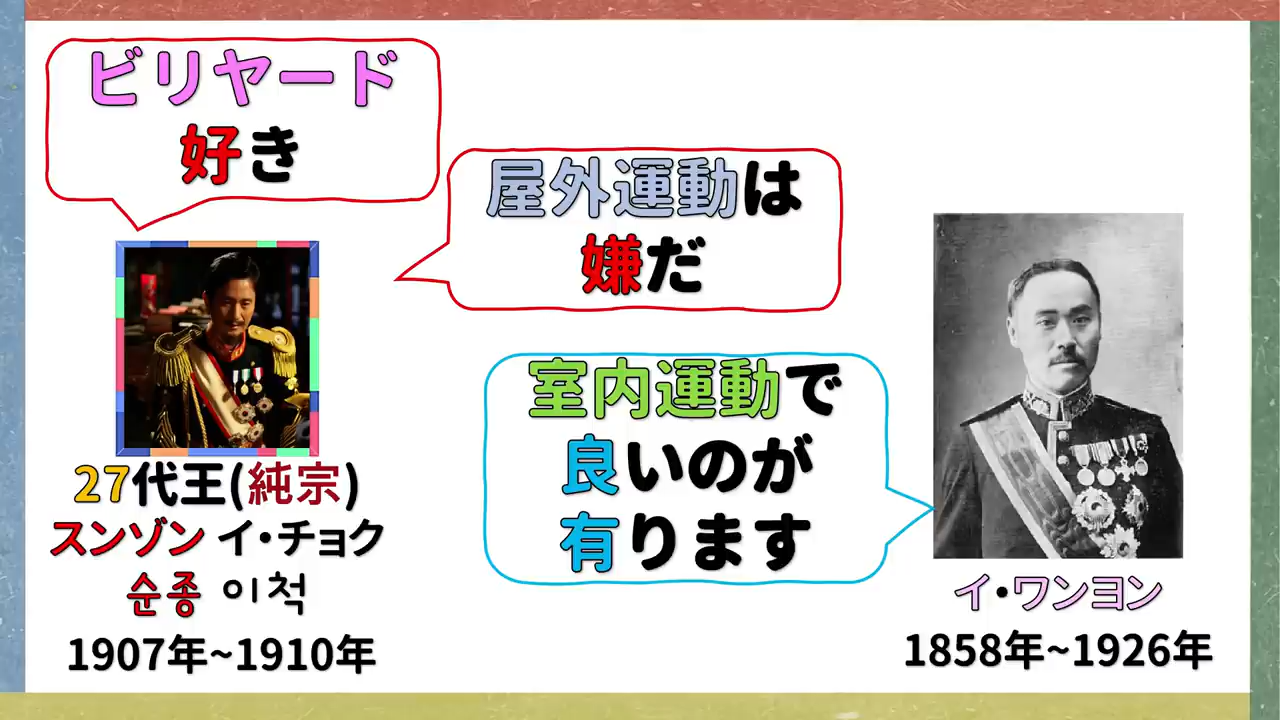 ビリヤード
好き
屋外運動は
嫌だ
室内運動で
良いのが
有ります
27代王(純宗)
スンゾン イ・チョク
순종 이척
1907年~1910年
イ・ワンヨン
1858年~1926年